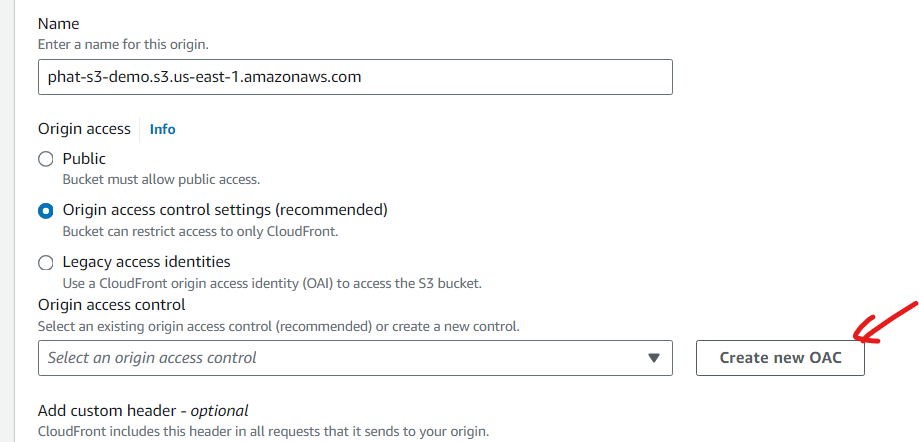 Name
Enter a name for this origin.
phat-s3-demo.s3.us-east-1.amazonaws.com
Origin access Info
Public
Bucket must allow public access.
Origin access control settings (recommended)
Bucket can restrict access to only CloudFront.
Legacy access identities
Use a CloudFront origin access identity (OAI) to access the S3 bucket.
Origin access control
Select an existing origin access control (recommended) or create a new control.
Select an origin access control
Create new OAC
Add custom header - optional
CloudFront includes this header in all requests that it sends to your origin.